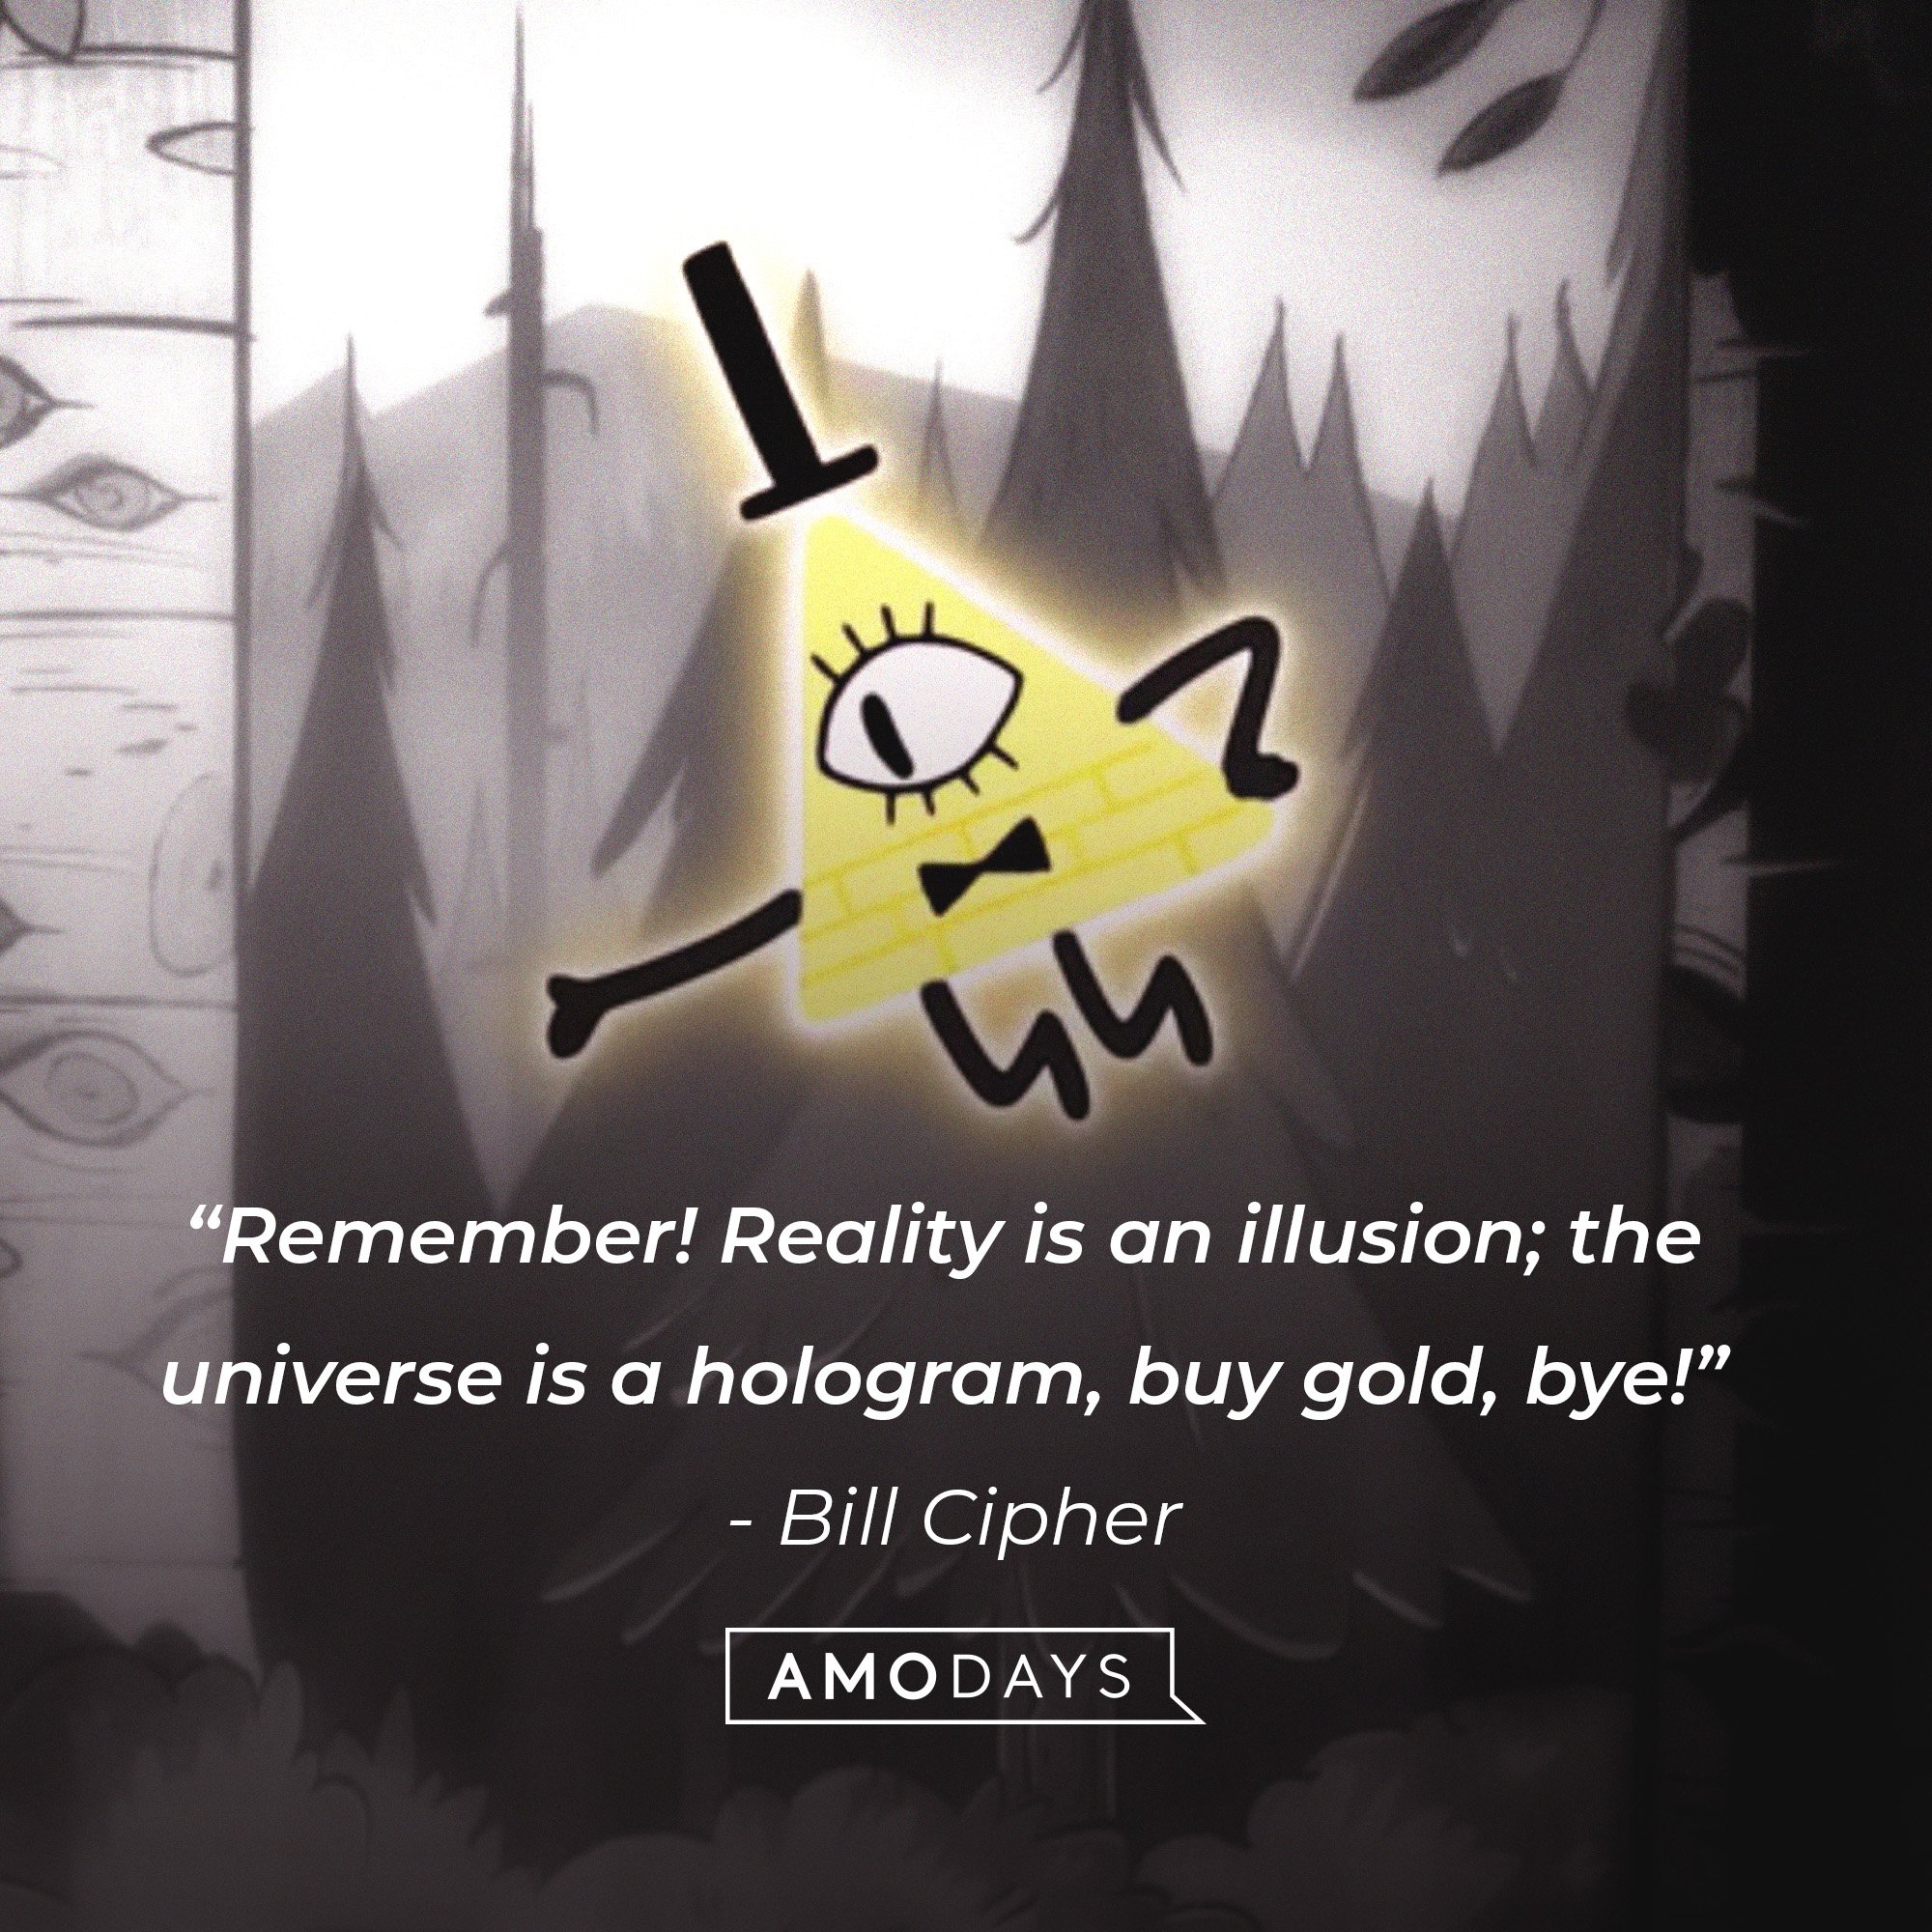 “Remember! Reality is an illusion; the
universe is a hologram, buy gold, bye!”
- Bill Cipher
AMODAYS